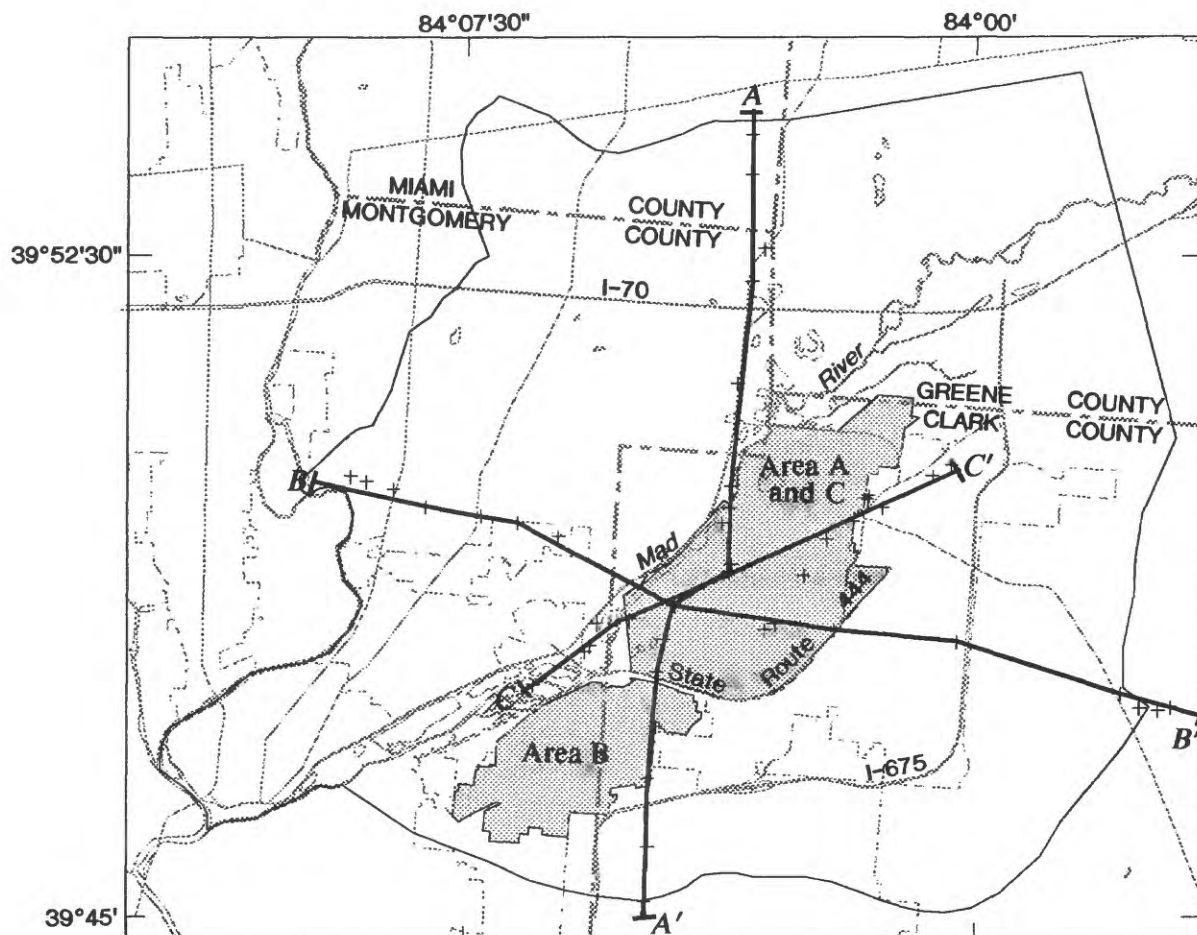 84°07'30"
84°00'
A
MIAMI
MONTGOMERY
COUNTY
COUNTY
39°52'30"
I-70
River
GREENE
CLARK
COUNTY
COUNTY
Area A
and C
C'
B
Mad
444
C
State
Route
Area B
B'
I-675
39°45'
A'